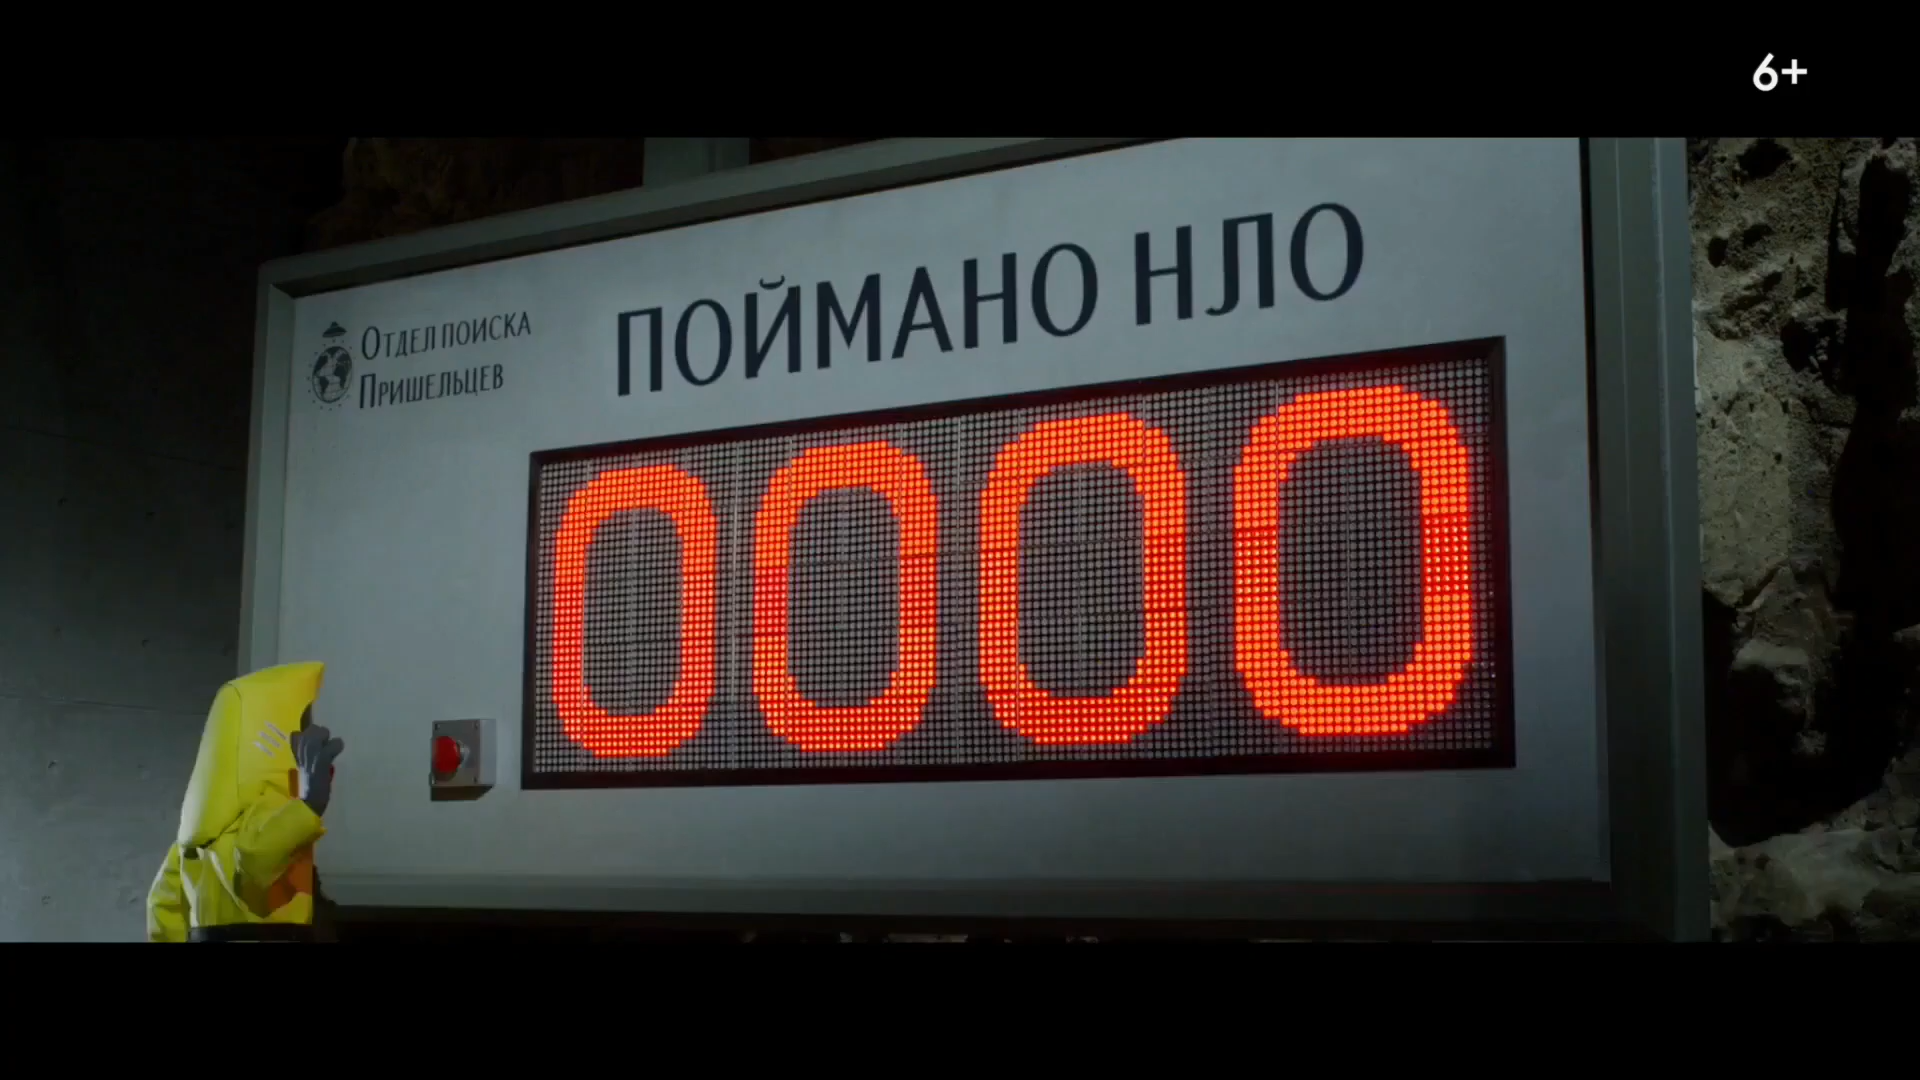 6+
ПОЙМАНО НЛО
Отдел поиска
Пришельцев
0000